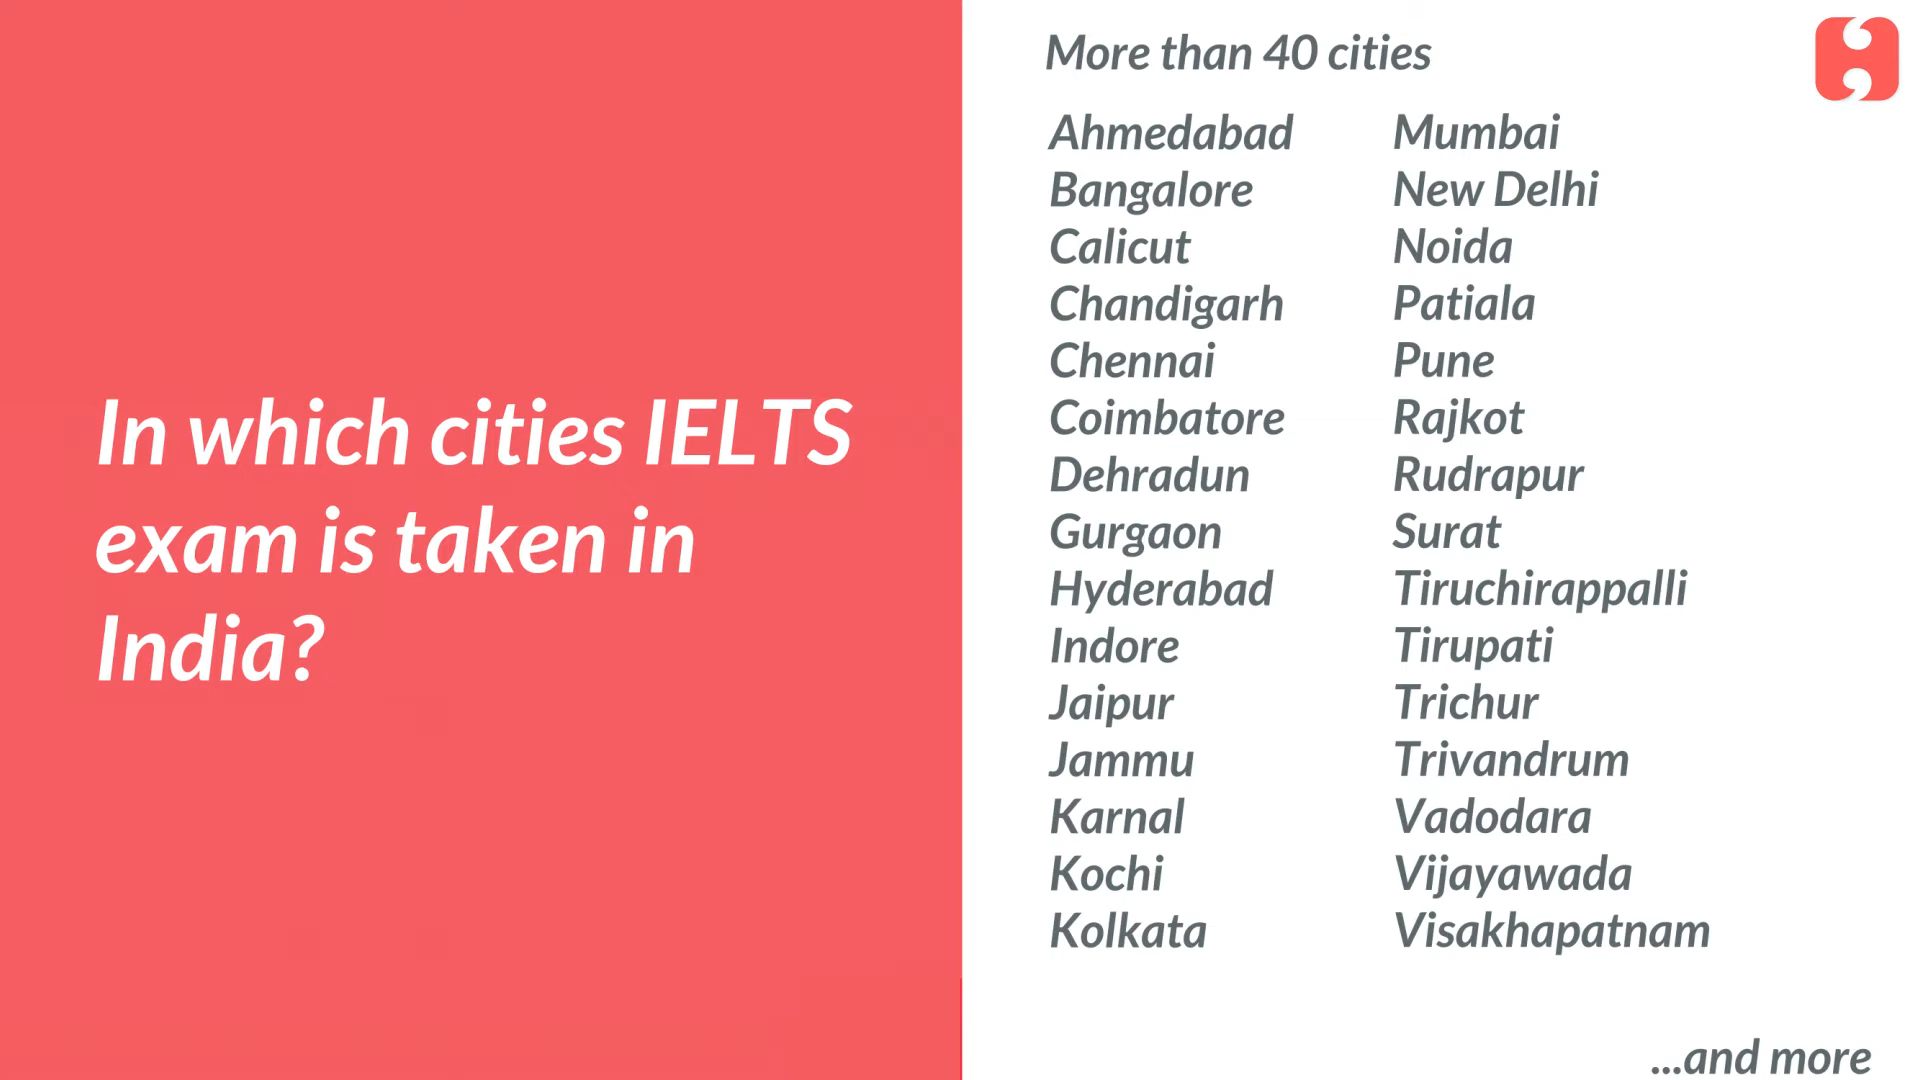 In which cities IELTS
exam is taken in
India?
More than 40 cities
Ahmedabad
Bangalore
Calicut
Chandigarh
Chennai
Coimbatore
Dehradun
Gurgaon
Hyderabad
Indore
Jaipur
Jammu
Karnal
Kochi
Kolkata
Mumbai
New Delhi
Noida
Patiala
Pune
Rajkot
Rudrapur
Surat
Tiruchirappalli
Tirupati
Trichur
Trivandrum
Vadodara
Vijayawada
Visakhapatnam
...and more